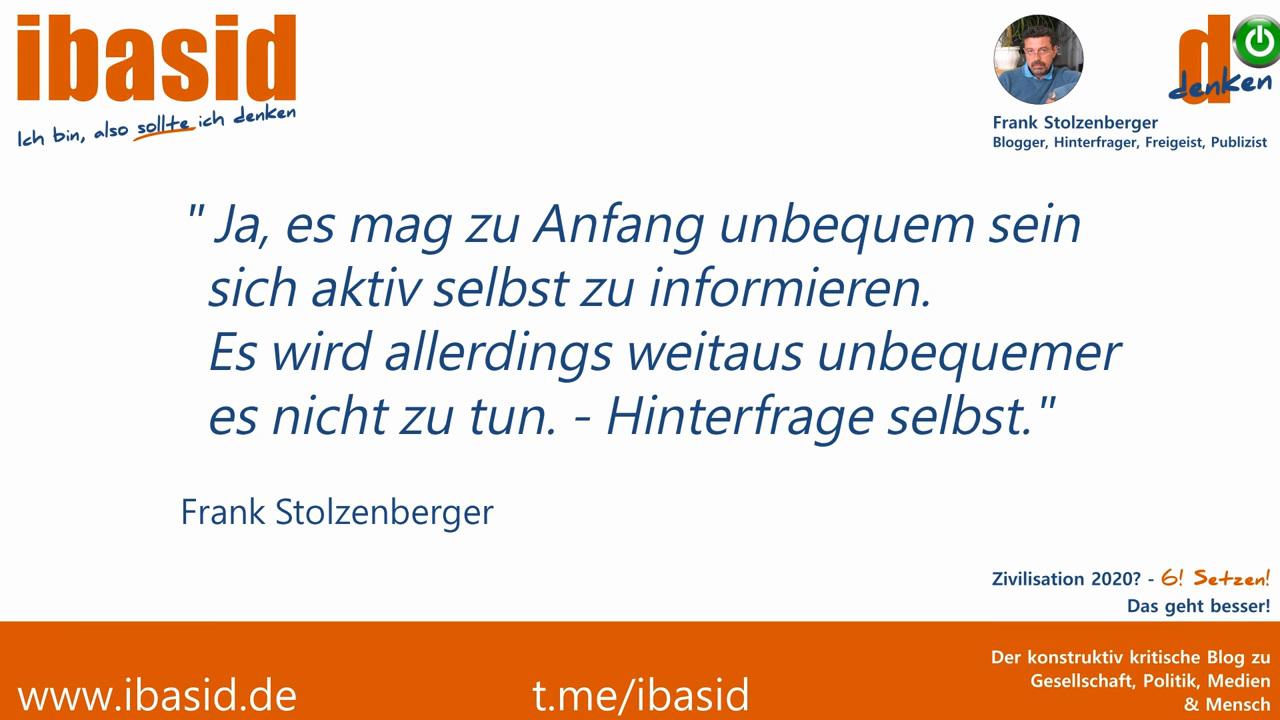 ibasid
Ich bin, also sollte ich denken
d
denken
Frank Stolzenberger
Blogger, Hinterfrager, Freigeist, Publizist
" Ja, es mag zu Anfang unbequem sein
sich aktiv selbst zu informieren.
Es wird allerdings weitaus unbequemer
es nicht zu tun. - Hinterfrage selbst."
Frank Stolzenberger
Zivilisation 2020? - 6! Setzen!
Das geht besser!
Der konstruktiv kritische Blog zu
Gesellschaft, Politik, Medien
& Mensch
www.ibasid.de
t.me/ibasid